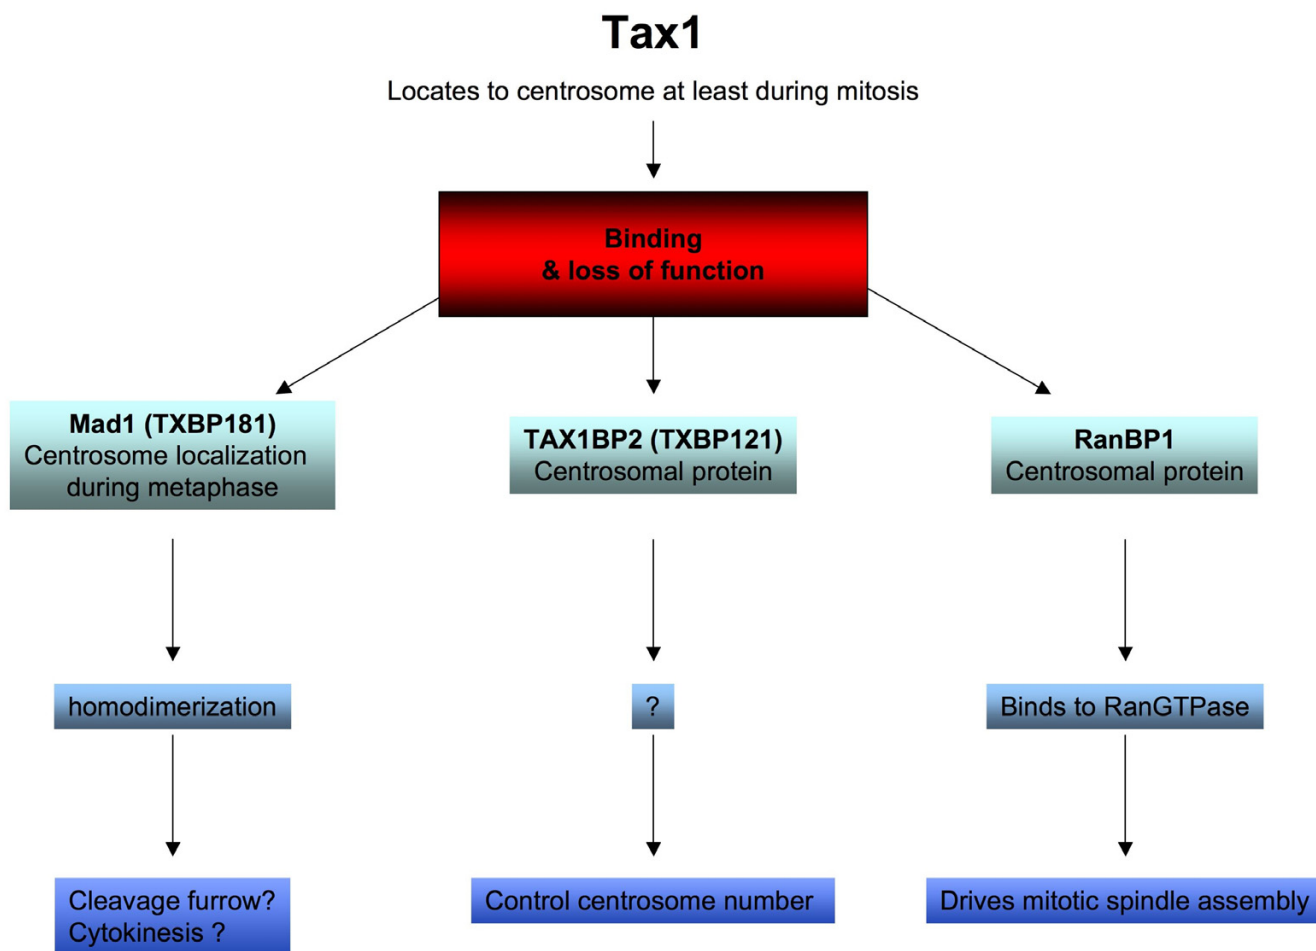 Tax1
Locates to centrosome at least during mitosis
Binding
& loss of function
Mad1 (TXBP181)
Centrosome localization
during metaphase
TAX1BP2 (TXBP121)
Centrosomal protein
RanBP1
Centrosomal protein
homodimerization
?
Binds to RanGTPase
Cleavage furrow?
Cytokinesis ?
Control centrosome number
Drives mitotic spindle assembly